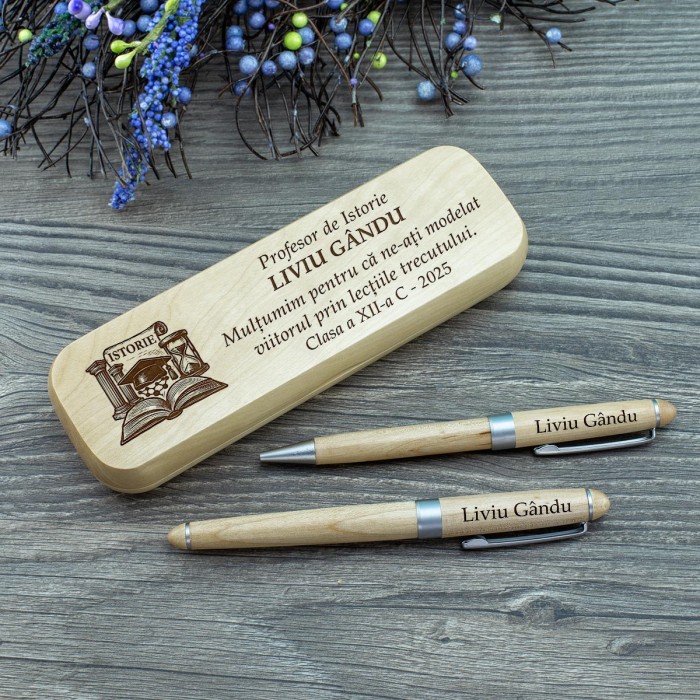 Profesor de Istorie
LIVIU GÂNDU
Mulțumim pentru că ne-ați modelat
viitorul prin lecțiile trecutului.
Clasa a XII-a C - 2025
ISTORIE
Liviu Gându
Liviu Gându